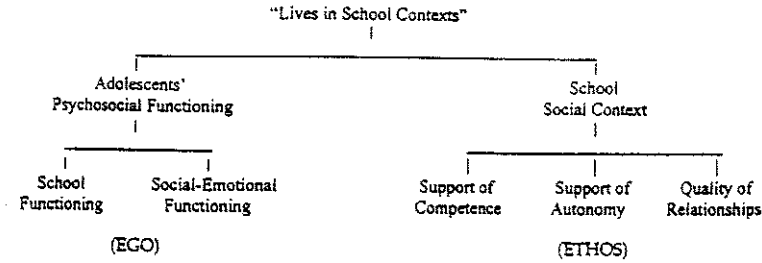 "Lives in School Contexts"
Adolescents'
Psychosocial Functioning
School
Social Context
School
Functioning
Social-Emotional
Functioning
Support of
Competence
Support of
Autonomy
Quality of
Relationships
(EGO)
(ETHOS)